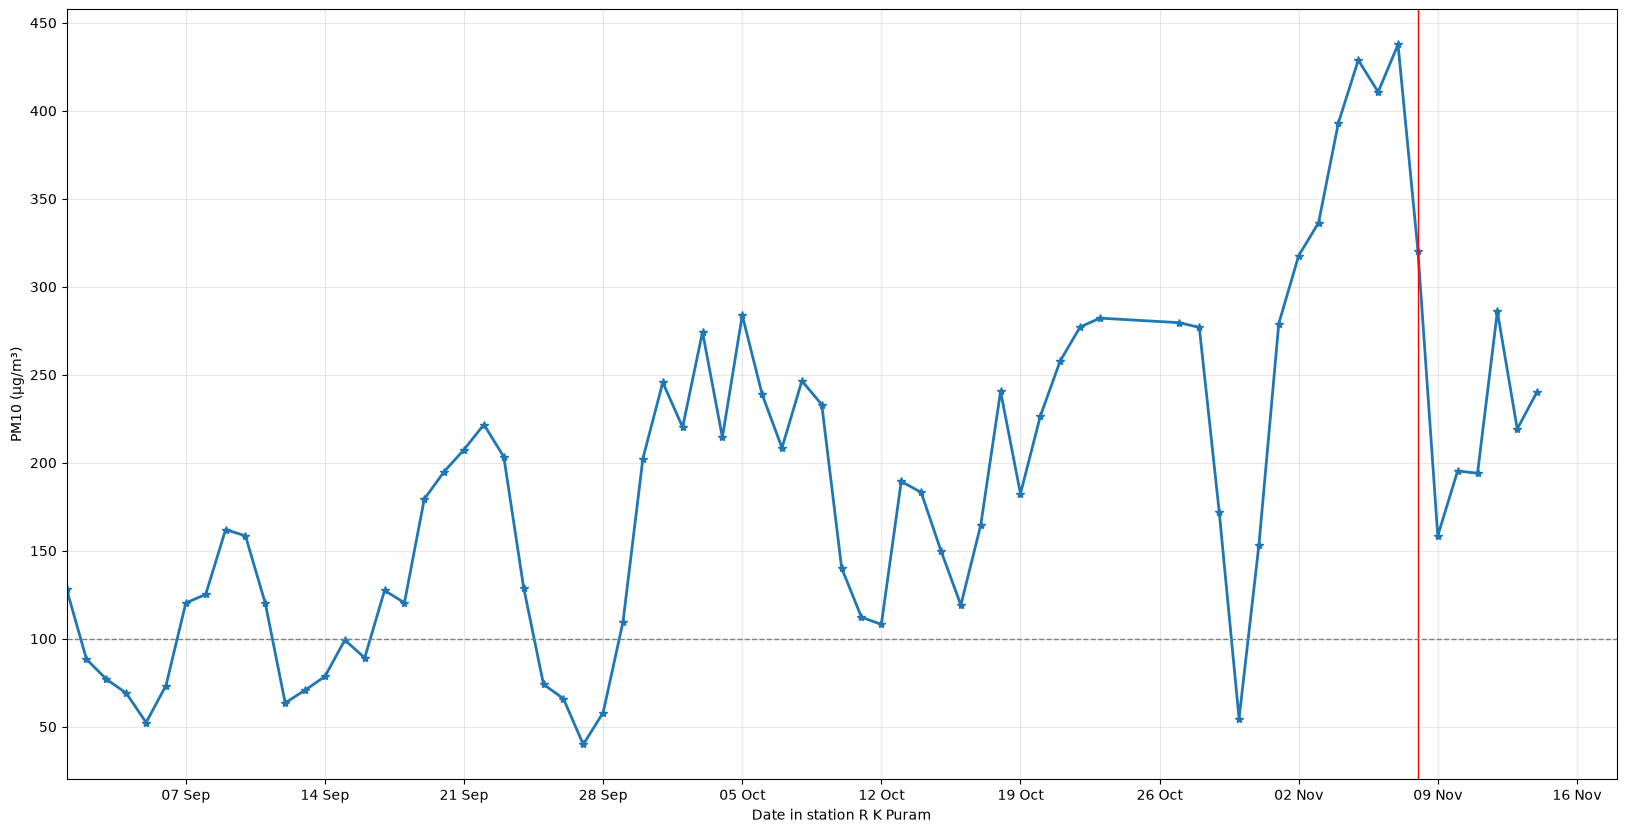 450
400
350
300
250
200
150
100
50
PM10 (µg/m³)
07 Sep
14 Sep
21 Sep
28 Sep
05 Oct
12 Oct
19 Oct
26 Oct
02 Nov
09 Nov
16 Nov
Date in station R K Puram